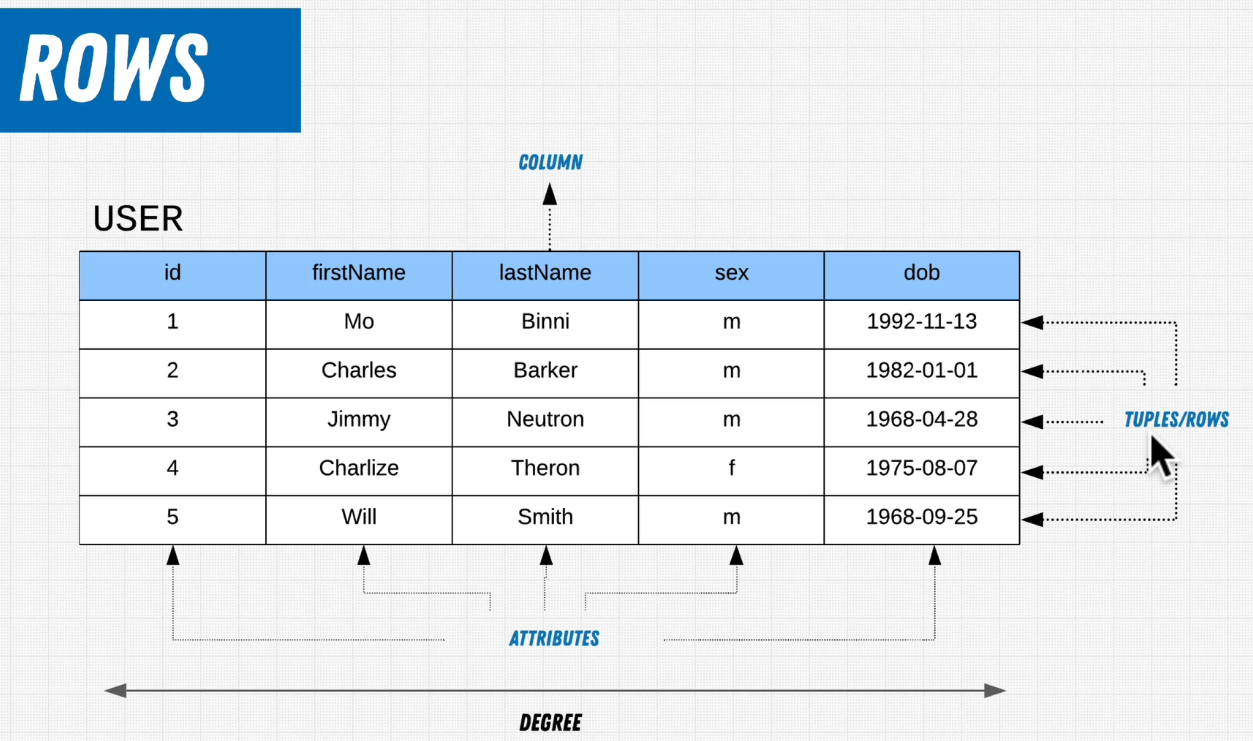 ROWS
COLUMN
USER
id firstName lastName sex dob
1 Mo Binni m 1992-11-13
2 Charles Barker m 1982-01-01
3 Jimmy Neutron m 1968-04-28
TUPLES/ROWS
4 Charlize Theron f 1975-08-07
5 Will Smith m 1968-09-25
ATTRIBUTES
DEGREE